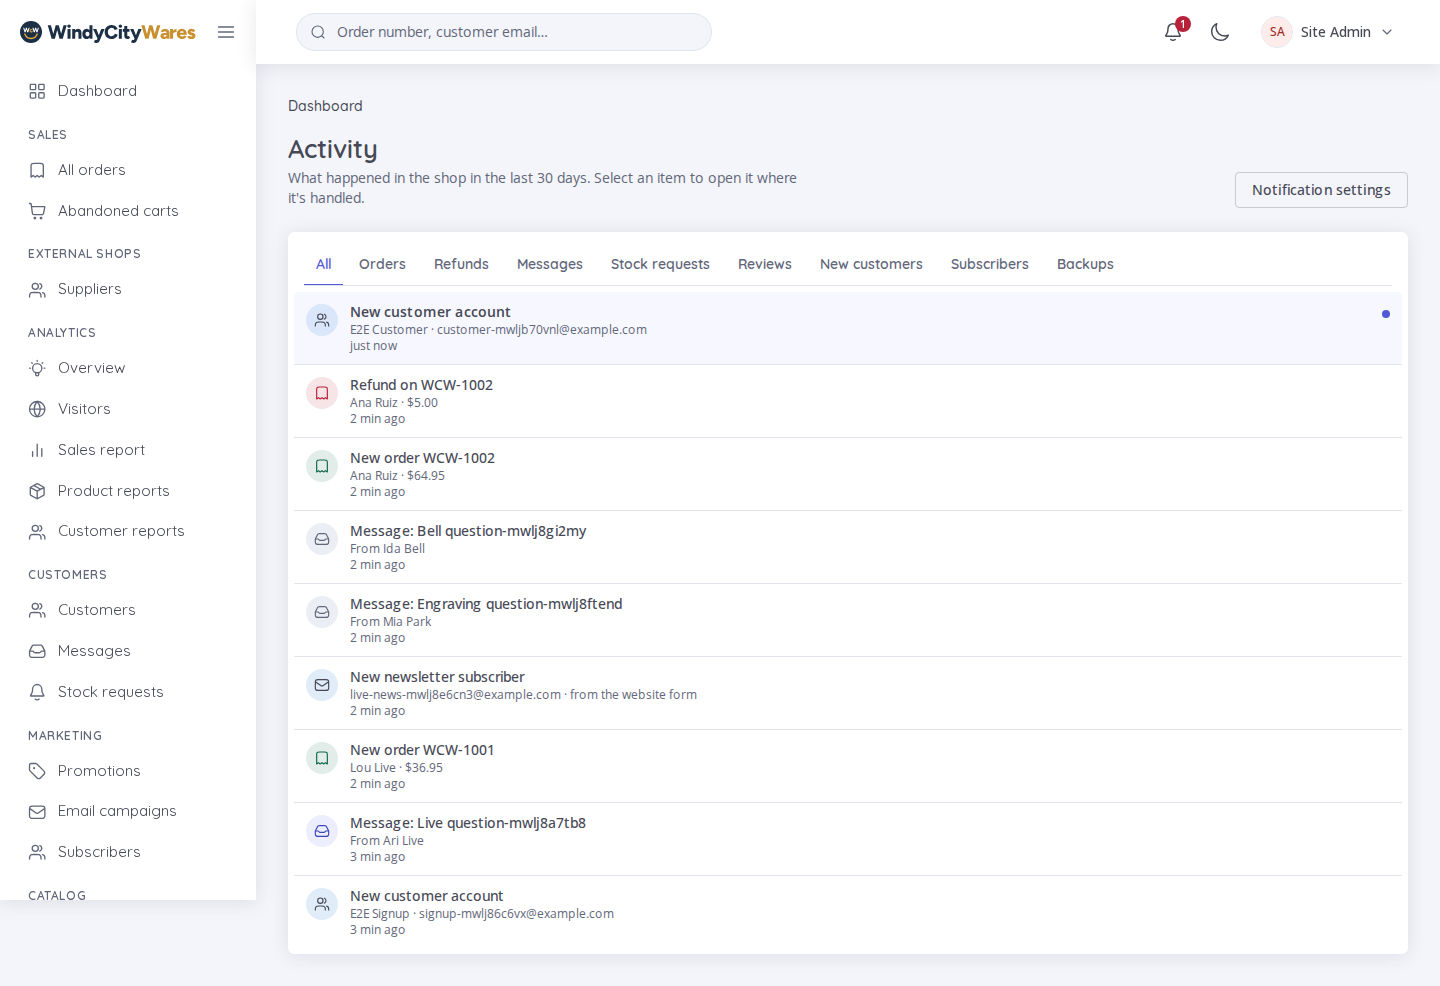 WCW WindyCityWares
Order number, customer email...
1
SA Site Admin
Dashboard
SALES
All orders
Abandoned carts
EXTERNAL SHOPS
Suppliers
ANALYTICS
Overview
Visitors
Sales report
Product reports
Customer reports
CUSTOMERS
Customers
Messages
Stock requests
MARKETING
Promotions
Email campaigns
Subscribers
CATALOG
Dashboard
Activity
What happened in the shop in the last 30 days. Select an item to open it where
it's handled.
Notification settings
All Orders Refunds Messages Stock requests Reviews New customers Subscribers Backups
New customer account
E2E Customer · customer-mwljb70vnl@example.com
just now
Refund on WCW-1002
Ana Ruiz · $5.00
2 min ago
New order WCW-1002
Ana Ruiz · $64.95
2 min ago
Message: Bell question-mwlj8gi2my
From Ida Bell
2 min ago
Message: Engraving question-mwlj8ftend
From Mia Park
2 min ago
New newsletter subscriber
live-news-mwlj8e6cn3@example.com · from the website form
2 min ago
New order WCW-1001
Lou Live · $36.95
2 min ago
Message: Live question-mwlj8a7tb8
From Ari Live
3 min ago
New customer account
E2E Signup · signup-mwlj86c6vx@example.com
3 min ago